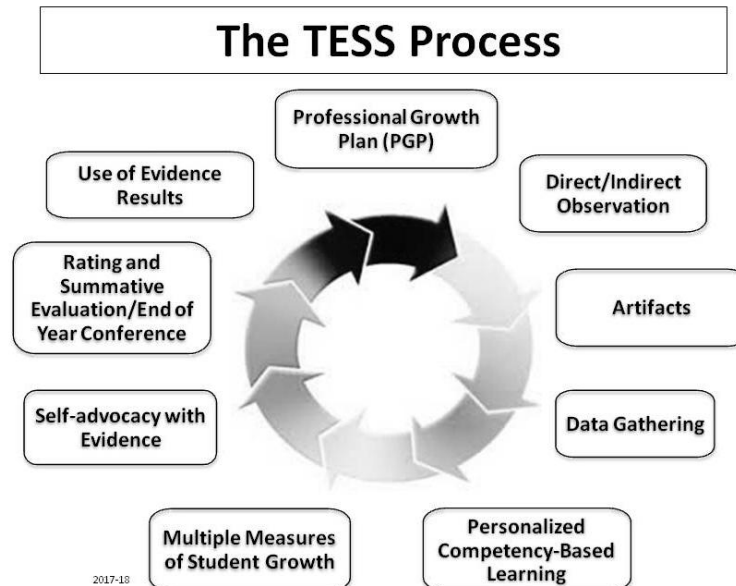 The TESS Process
Professional Growth
Plan (PGP)
Direct/Indirect
Observation
Artifacts
Data Gathering
Personalized
Competency-Based
Learning
Multiple Measures
of Student Growth
Self-advocacy with
Evidence
Rating and
Summative
Evaluation/End of
Year Conference
Use of Evidence
Results
2017-18